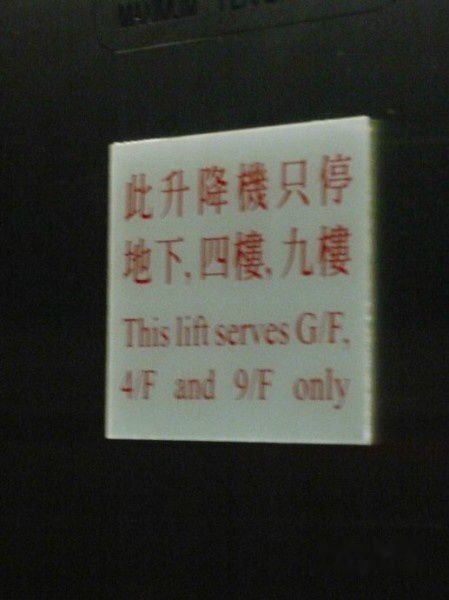 此升降機只停
地下,四樓,九樓
This lift serves G/F,
4/F and 9/F only